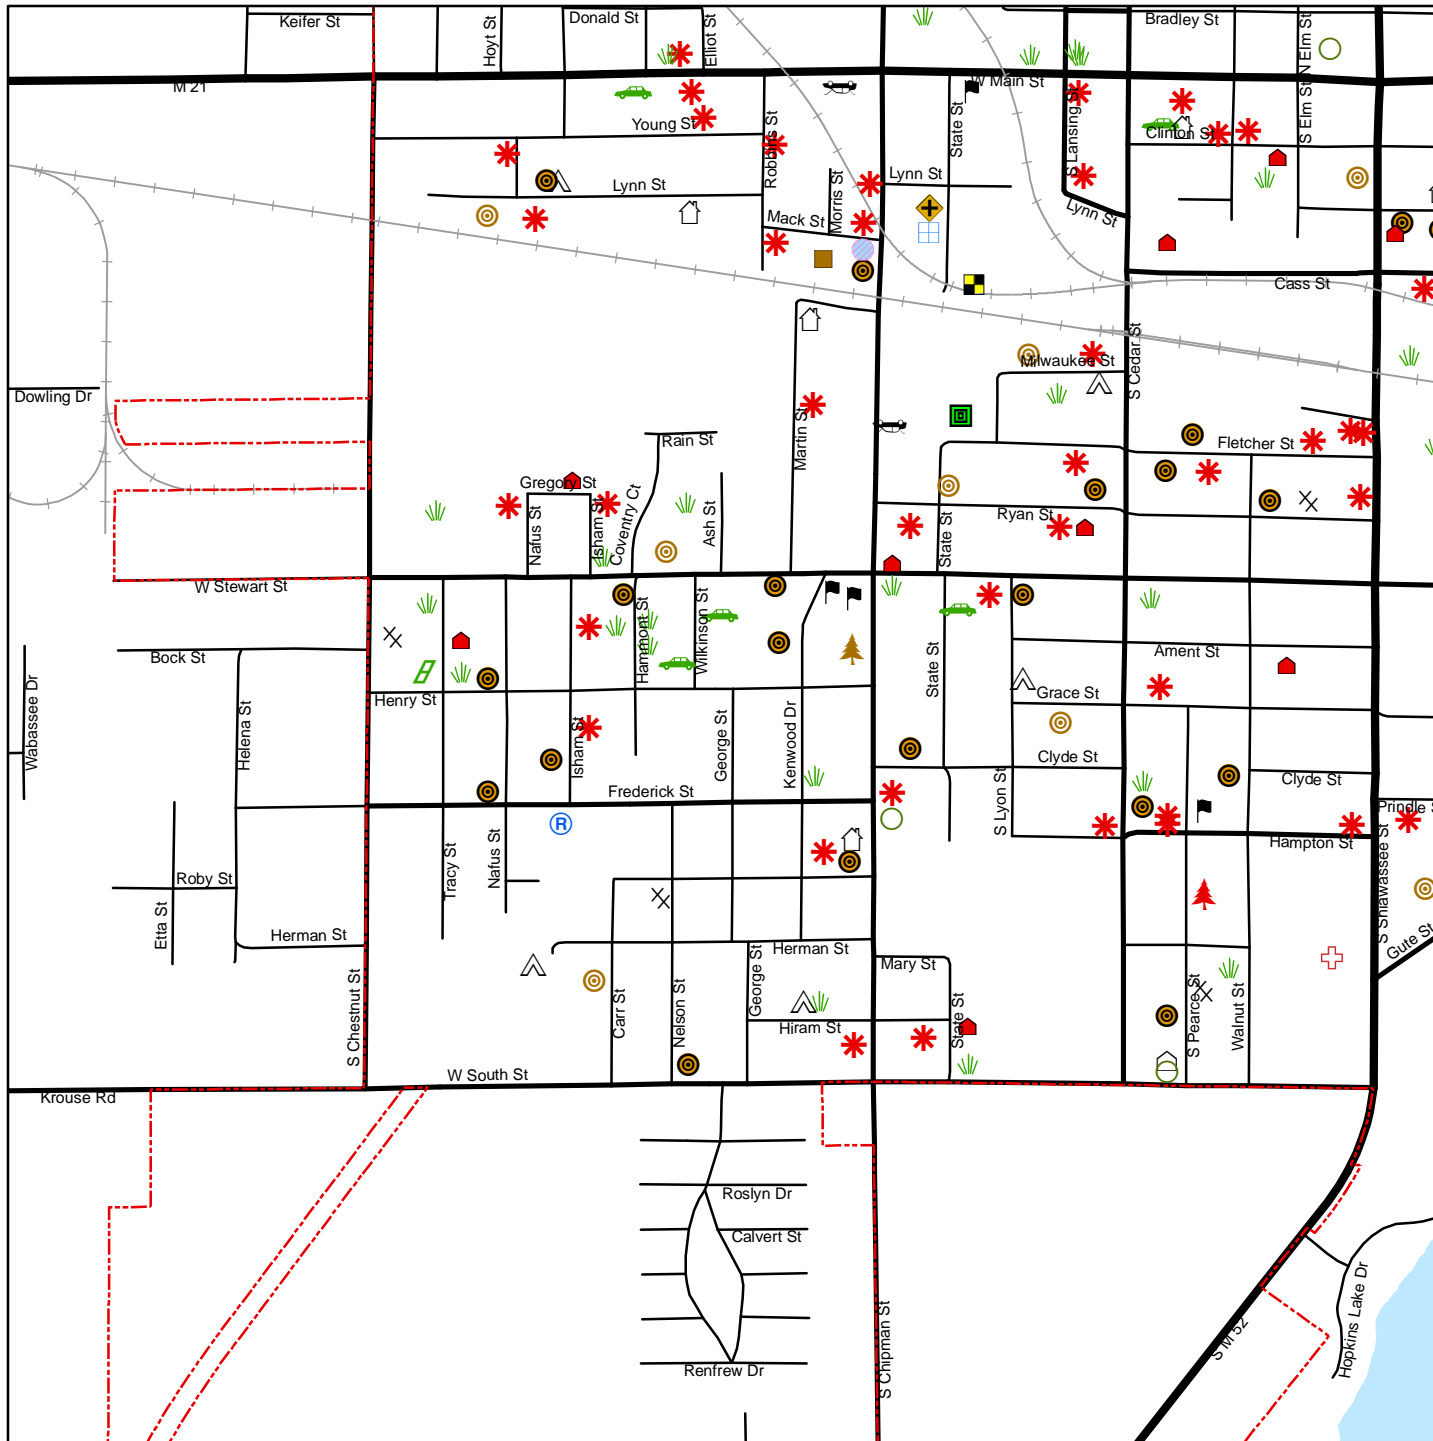 Keifer St
Hoyt St
Donald St
Elliot St
Bradley St
N Elm St
M 21
W Main St
Young St
Robbins St
State St
S Lansing St
Clinton St
S Elm St
Lynn St
Lynn St
Morris St
Mack St
Lynn St
Cass St
Dowling Dr
Milwaukee St
S Cedar St
Rain St
Martin St
Fletcher St
Gregory St
Nafus St
Isham St
Coventry Ct
Ash St
Ryan St
State St
W Stewart St
Hammont St
Wilkinson St
Bock St
Ament St
Wabassee Dr
Helena St
Henry St
State St
Grace St
Isham St
George St
Kenwood Dr
Clyde St
Clyde St
Frederick St
S Lyon St
Prindle S
Tracy St
Nafus St
Hampton St
S Shiawassee St
Roby St
Etta St
Herman St
Herman St
Mary St
Gute St
S Chestnut St
Carr St
Nelson St
George St
Hiram St
State St
S Pearce St
Walnut St
W South St
Krouse Rd
Roslyn Dr
Calvert St
S Chipman St
S M 52
Hopkins Lake Dr
Renfrew Dr
R